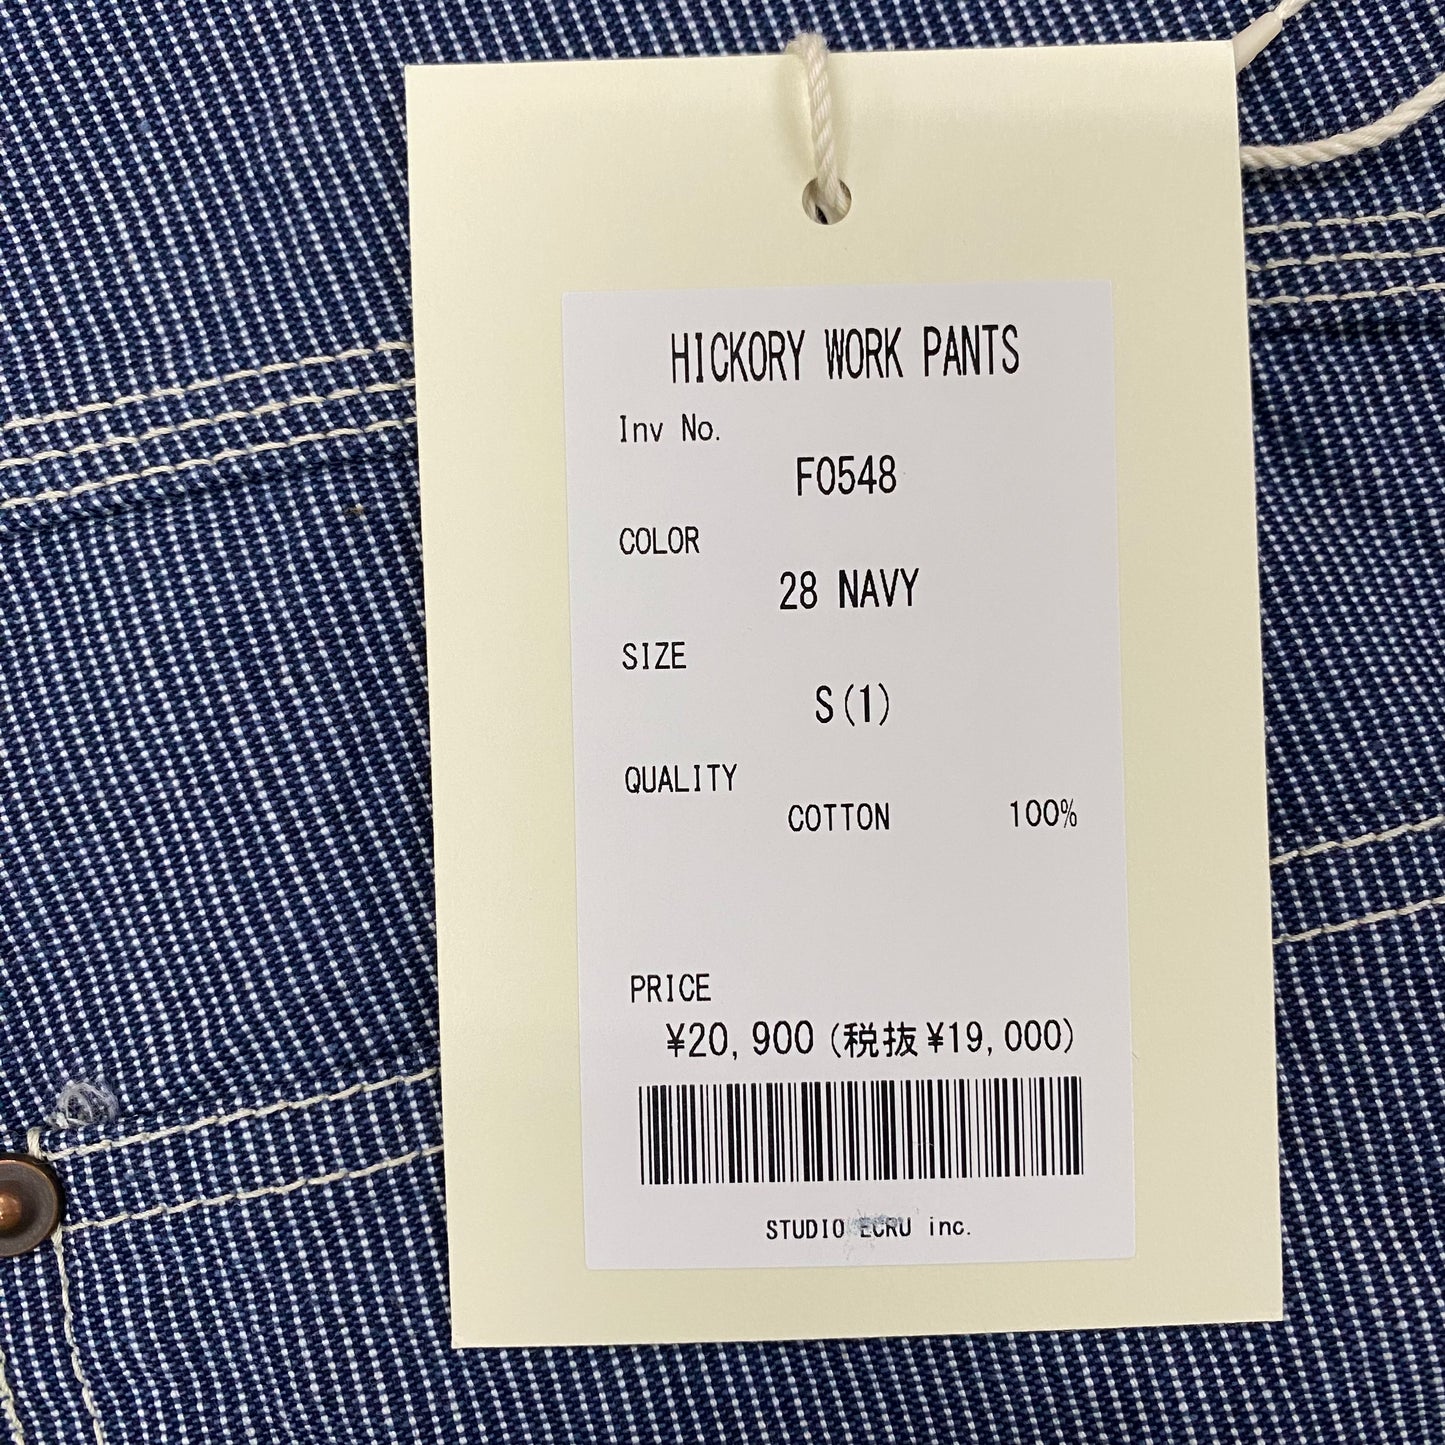 HICKORY WORK PANTS
Inv No.
F0548
COLOR
28 NAVY
SIZE
S(1)
QUALITY
COTTON 100%
PRICE
¥20,900(税抜¥19,000)
STUDIO ECRU inc.